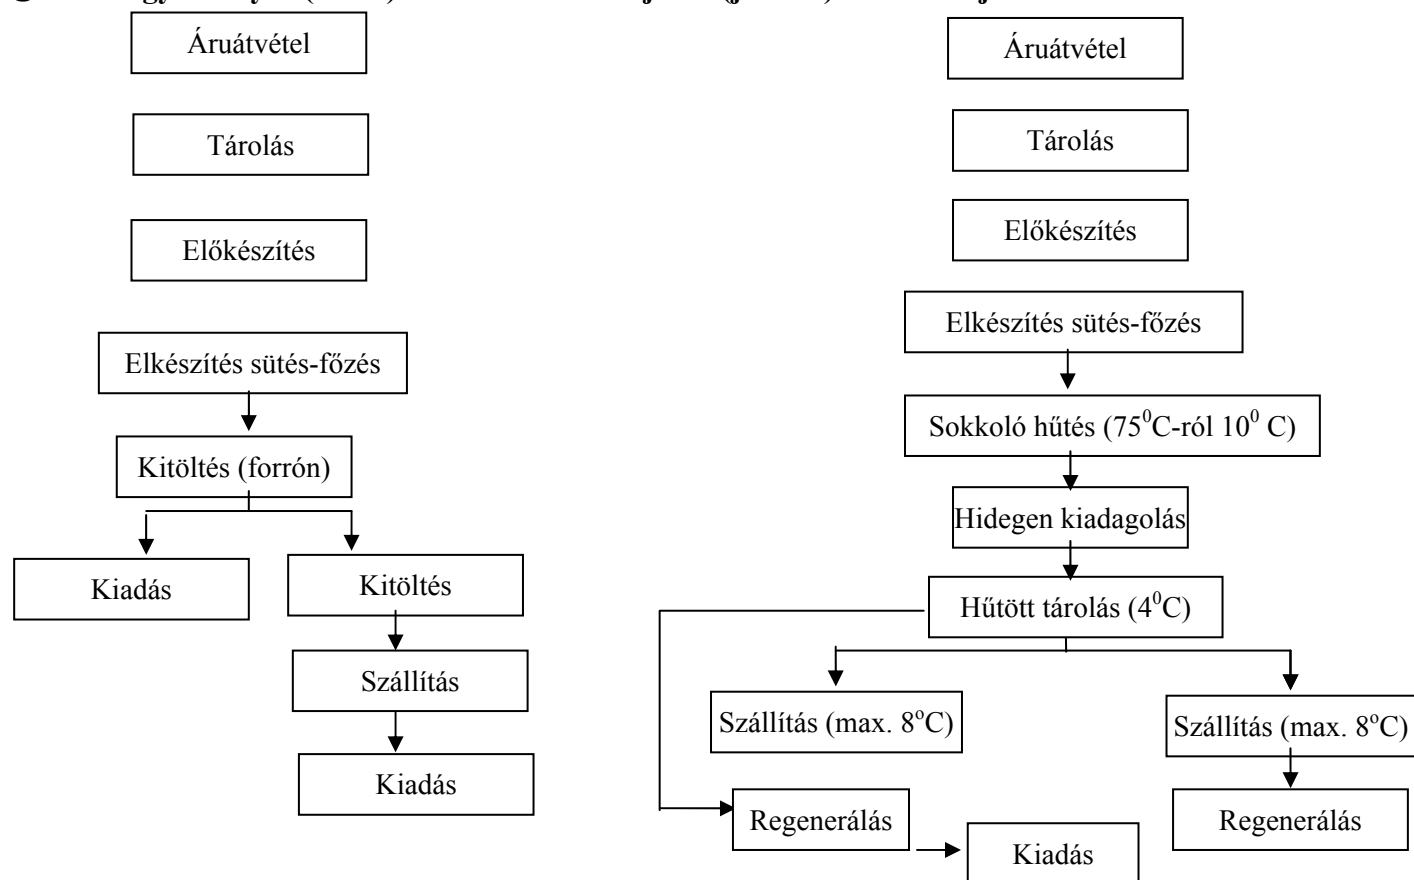 Áruátvétel
Tárolás
Előkészítés
Elkészítés sütés-főzés
Kitöltés (forrón)
Kiadás
Kitöltés
Szállítás
Kiadás
Áruátvétel
Tárolás
Előkészítés
Elkészítés sütés-főzés
Sokkoló hűtés (75⁰C-ról 10⁰ C)
Hidegen kiadagolás
Hűtött tárolás (4⁰C)
Szállítás (max. 8ºC)
Szállítás (max. 8ºC)
Regenerálás
Kiadás
Regenerálás